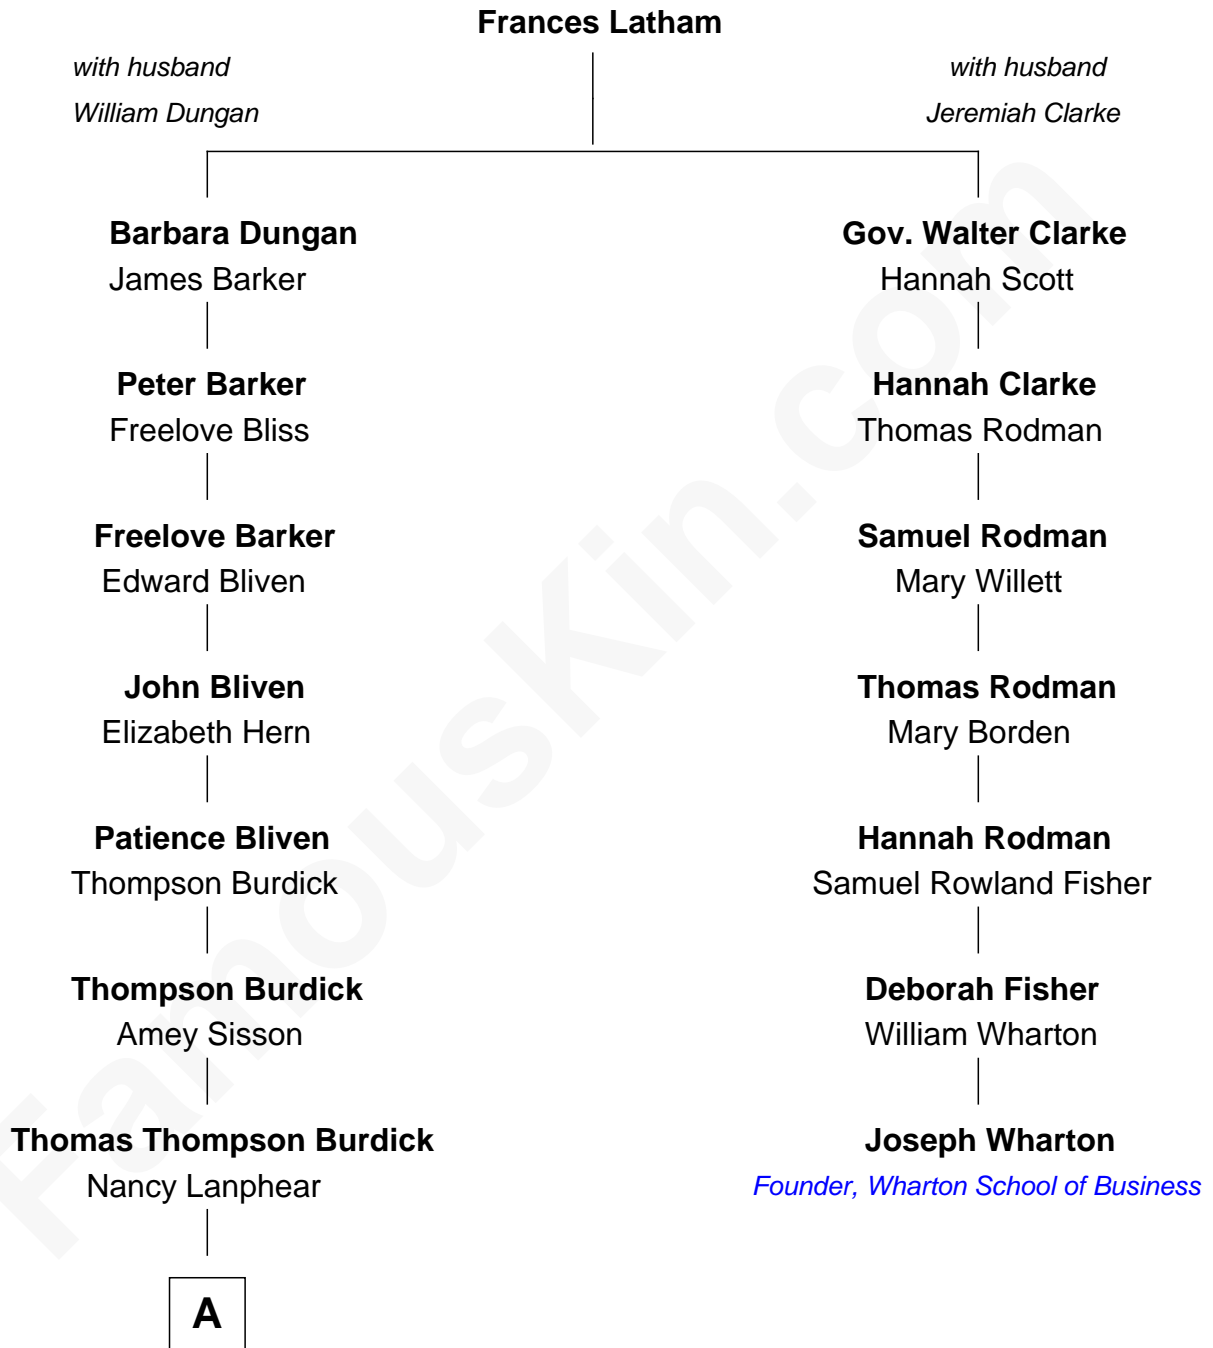 Frances Latham
with husband
William Dungan
with husband
Jeremiah Clarke
Barbara Dungan
James Barker
Gov. Walter Clarke
Hannah Scott
Peter Barker
Freelove Bliss
Hannah Clarke
Thomas Rodman
Freelove Barker
Edward Bliven
Samuel Rodman
Mary Willett
John Bliven
Elizabeth Hern
Thomas Rodman
Mary Borden
Patience Bliven
Thompson Burdick
Hannah Rodman
Samuel Rowland Fisher
Thompson Burdick
Amey Sisson
Deborah Fisher
William Wharton
Thomas Thompson Burdick
Nancy Lanphear
Joseph Wharton
Founder, Wharton School of Business
A
FamousKin.com